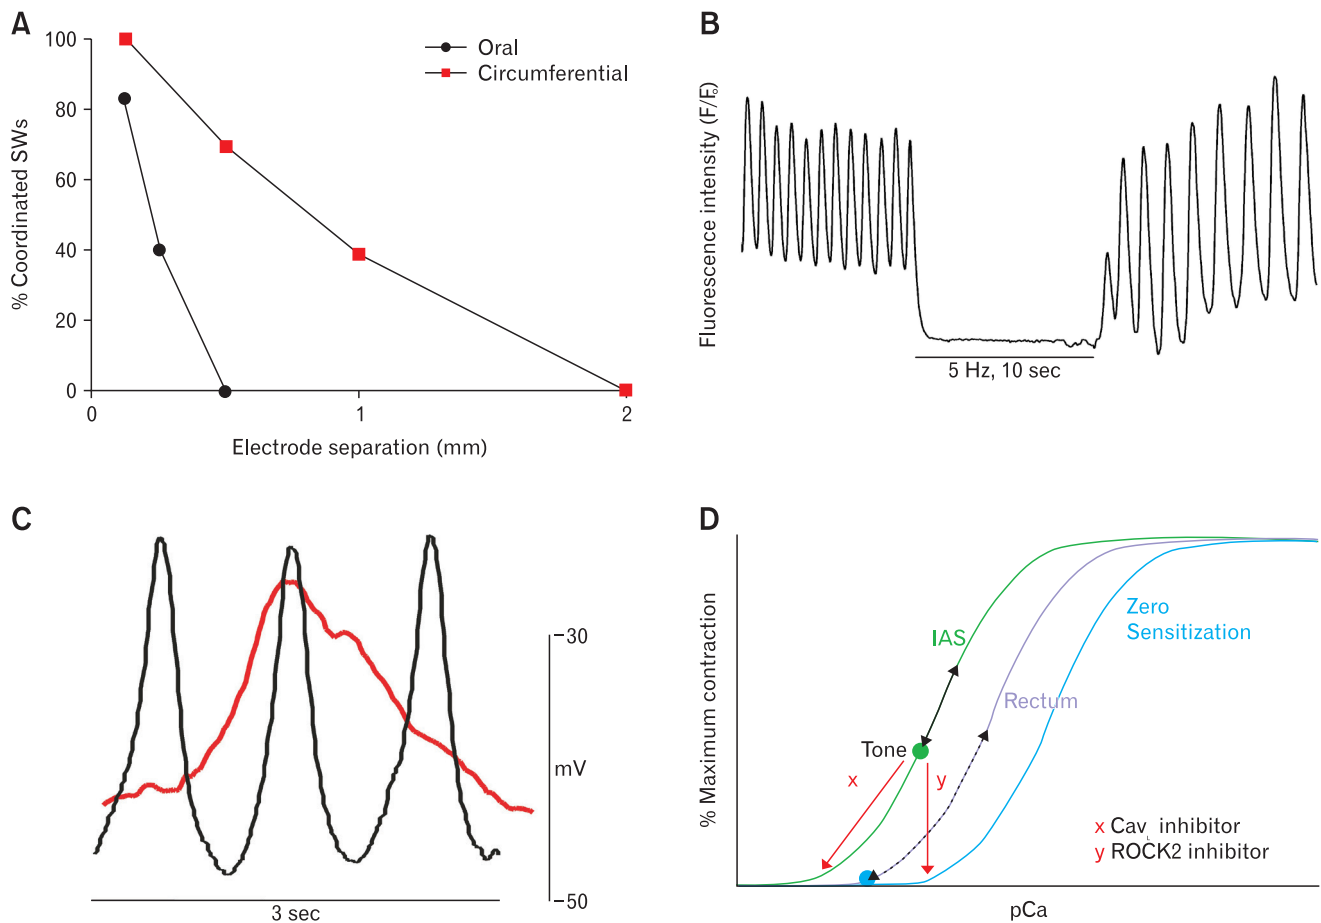 A
100
80
60
40
20
0
% Coordinated SWs
Oral
Circumferential
0
1
2
Electrode separation (mm)
B
Fluorescence intensity (F/F₀)
5 Hz, 10 sec
C
−30
mV
−50
3 sec
D
% Maximum contraction
IAS
Zero
Sensitization
Rectum
Tone
x
y
x Cav L inhibitor
y ROCK2 inhibitor
pCa